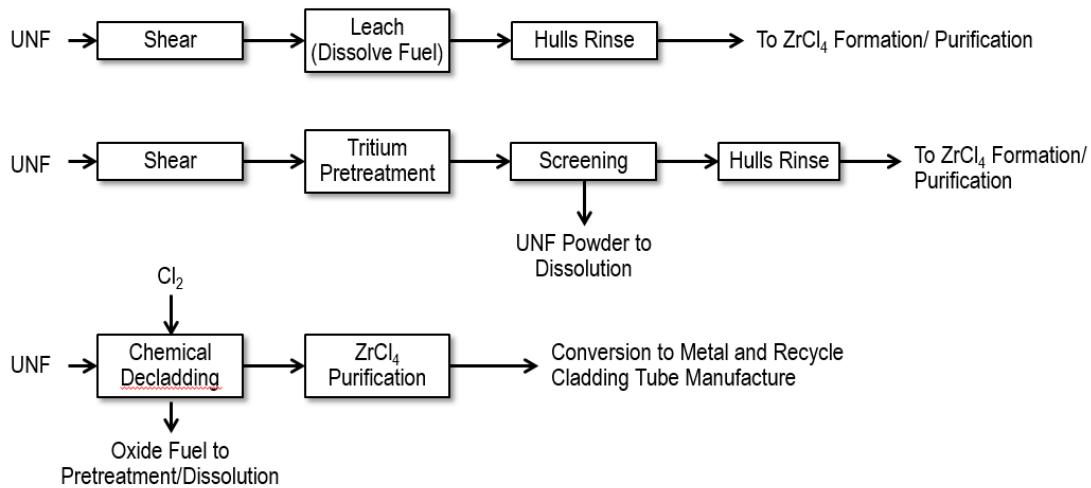 UNF
Shear
Leach
(Dissolve Fuel)
Hulls Rinse
To ZrCl₄ Formation/ Purification
UNF
Shear
Tritium
Pretreatment
Screening
Hulls Rinse
To ZrCl₄ Formation/
Purification
UNF Powder to
Dissolution
Cl₂
UNF
Chemical
Decladding
ZrCl₄
Purification
Conversion to Metal and Recycle
Cladding Tube Manufacture
Oxide Fuel to
Pretreatment/Dissolution